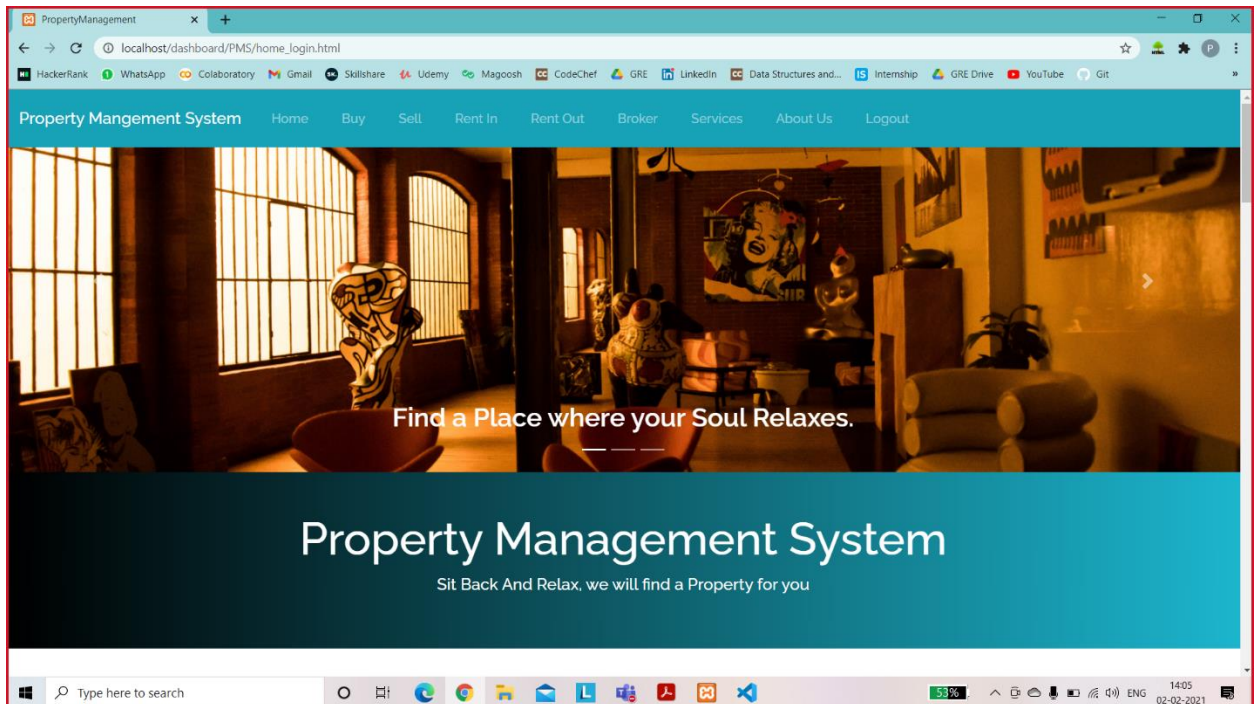 PropertyManagement
localhost/dashboard/PMS/home_login.html
P
HackerRank WhatsApp Colaboratory Gmail Skillshare Udemy Magoosh CodeChef GRE LinkedIn Data Structures and... Internship GRE Drive YouTube Git »
Property Mangement System Home Buy Sell Rent In Rent Out Broker Services About Us Logout
Find a Place where your Soul Relaxes.
Property Management System
Sit Back And Relax, we will find a Property for you
Type here to search 53% ENG 14:05
02-02-2021